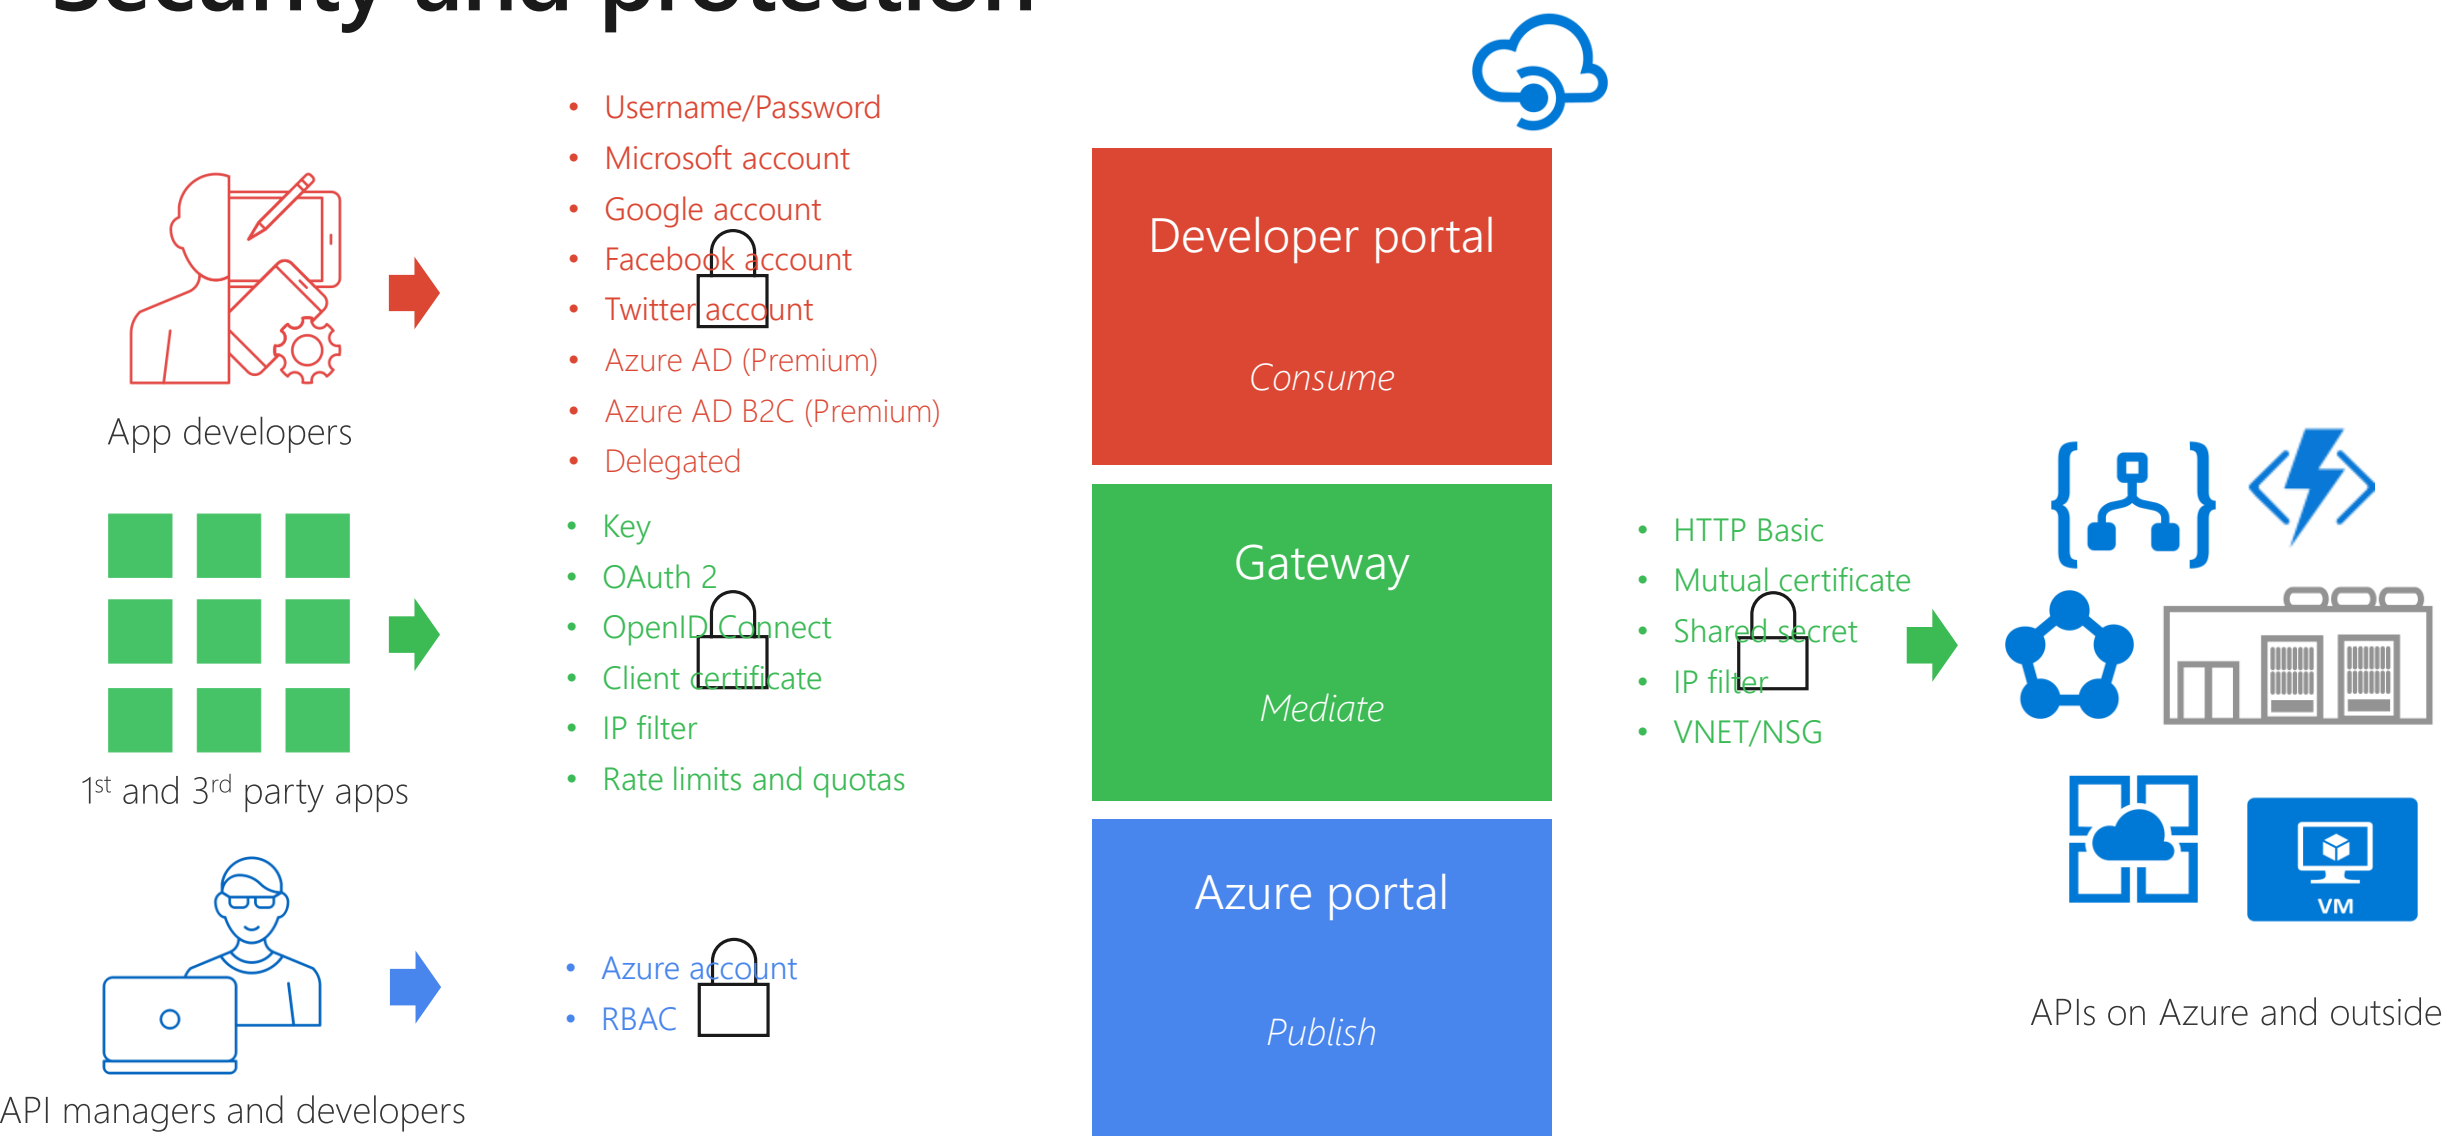 Security and protection
• Username/Password
• Microsoft account
• Google account
• Facebook account
• Twitter account
• Azure AD (Premium)
• Azure AD B2C (Premium)
• Delegated
App developers
Developer portal
Consume
• Key
• OAuth 2
• OpenID Connect
• Client certificate
• IP filter
• Rate limits and quotas
1st and 3rd party apps
Gateway
Mediate
• HTTP Basic
• Mutual certificate
• Shared secret
• IP filter
• VNET/NSG
• Azure account
• RBAC
API managers and developers
Azure portal
Publish
VM
APIs on Azure and outside